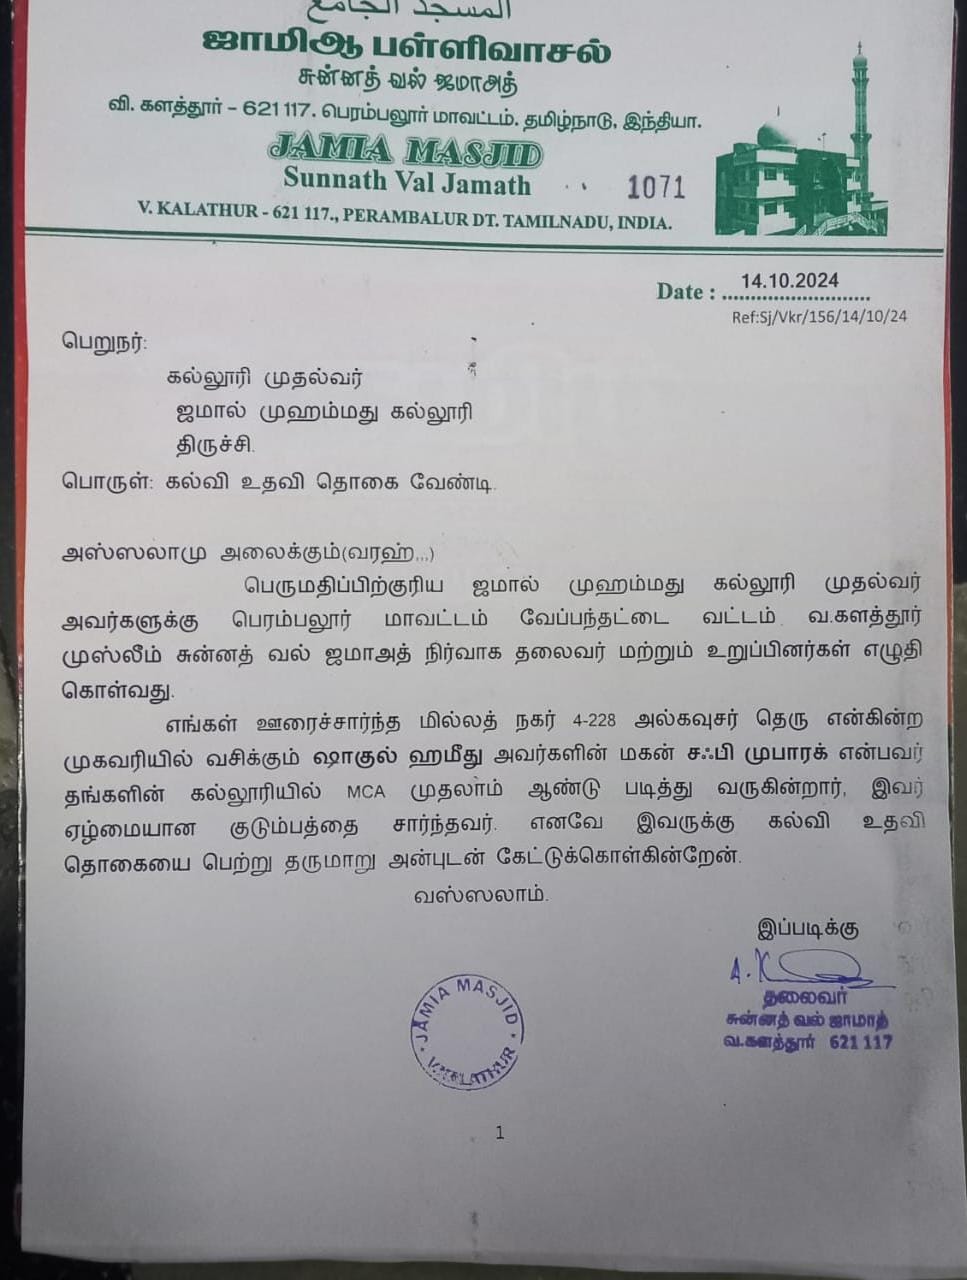 المسجد الجامع
ஜாமிஆ பள்ளிவாசல்
சுன்னத் வல் ஜமாஅத்
வி. களத்தூர் - 621 117. பெரம்பலூர் மாவட்டம். தமிழ்நாடு, இந்தியா.
JAMIA MASJID
Sunnath Val Jamath
1071
V. KALATHUR - 621 117., PERAMBALUR DT. TAMILNADU, INDIA.
Date : 14.10.2024
Ref:Sj/Vkr/156/14/10/24
பெறுநர்:
கல்லூரி முதல்வர்
ஜமால் முஹம்மது கல்லூரி
திருச்சி.
பொருள்: கல்வி உதவி தொகை வேண்டி.
அஸ்ஸலாமு அலைக்கும்(வரஹ்,,,)
பெருமதிப்பிற்குரிய ஜமால் முஹம்மது கல்லூரி முதல்வர்
அவர்களுக்கு பெரம்பலூர் மாவட்டம் வேப்பந்தட்டை வட்டம். வ.களத்தூர்
முஸ்லீம் சுன்னத் வல் ஜமாஅத் நிர்வாக தலைவர் மற்றும் உறுப்பினர்கள் எழுதி
கொள்வது.
எங்கள் ஊரைச்சார்ந்த மில்லத் நகர் 4-228 அல்கவுசர் தெரு என்கின்ற
முகவரியில் வசிக்கும் ஷாகுல் ஹமீது அவர்களின் மகன் சஃபி முபாரக் என்பவர்
தங்களின் கல்லூரியில் MCA முதலாம் ஆண்டு படித்து வருகின்றார், இவர்
ஏழ்மையான குடும்பத்தை சார்ந்தவர். எனவே இவருக்கு கல்வி உதவி
தொகையை பெற்று தருமாறு அன்புடன் கேட்டுக்கொள்கின்றேன்.
வஸ்ஸலாம்.
இப்படிக்கு
A.K
தலைவர்
சுன்னத் வல் ஜாமாத்
வ.களத்தூர் 621 117
JAMIA MASJID
V.KALATHUR
1